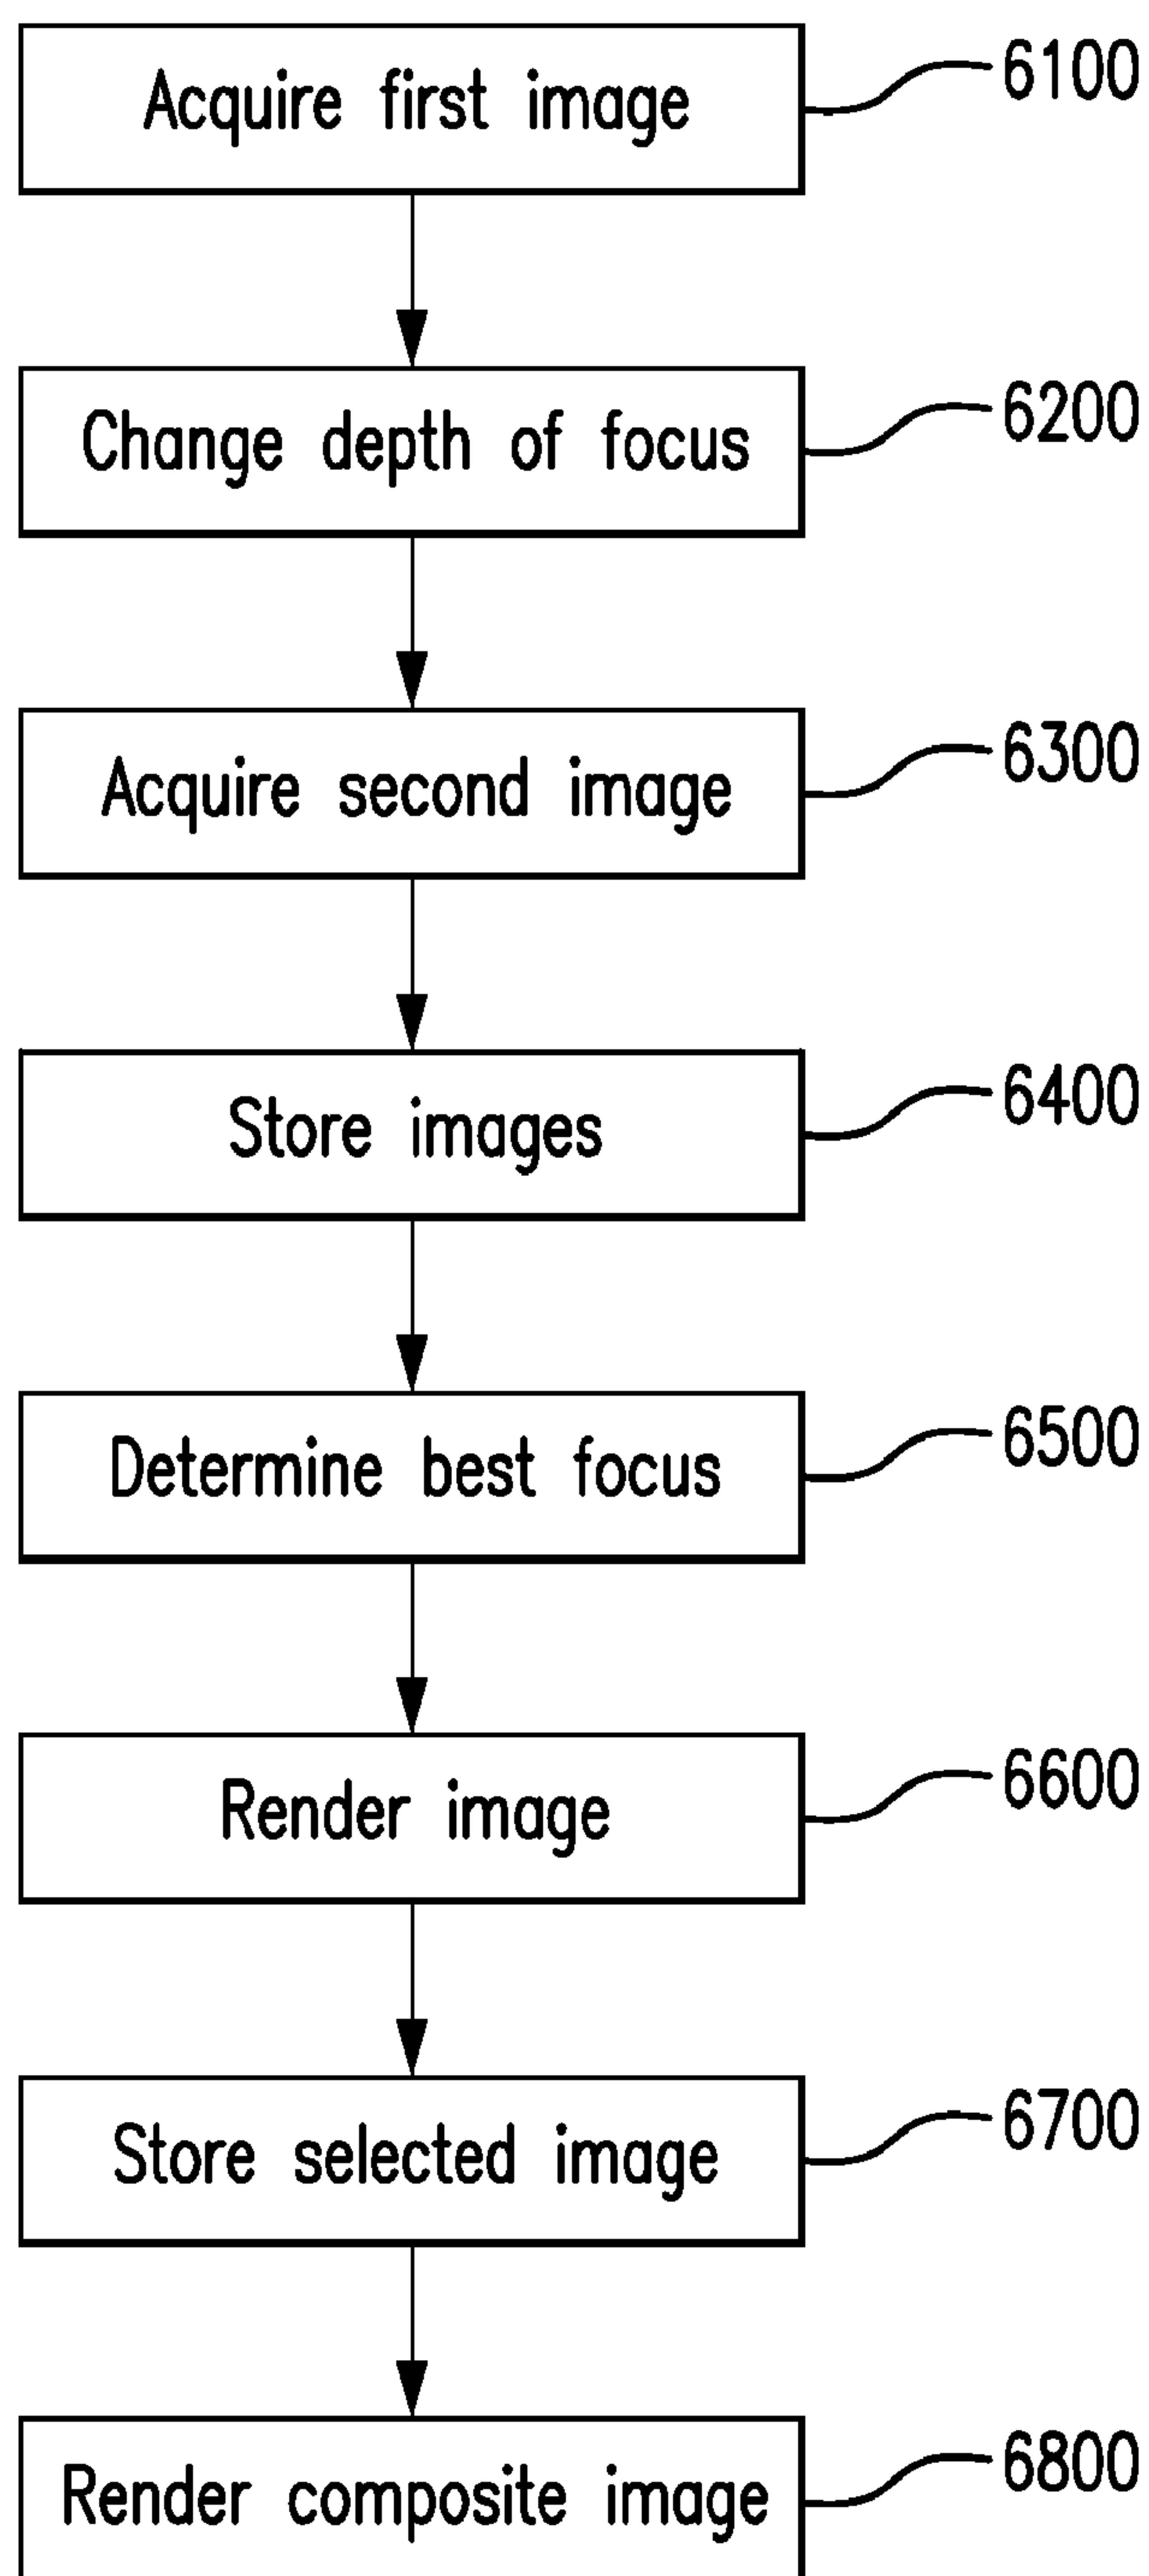 Acquire first image
6100
Change depth of focus
6200
Acquire second image
6300
Store images
6400
Determine best focus
6500
Render image
6600
Store selected image
6700
Render composite image
6800